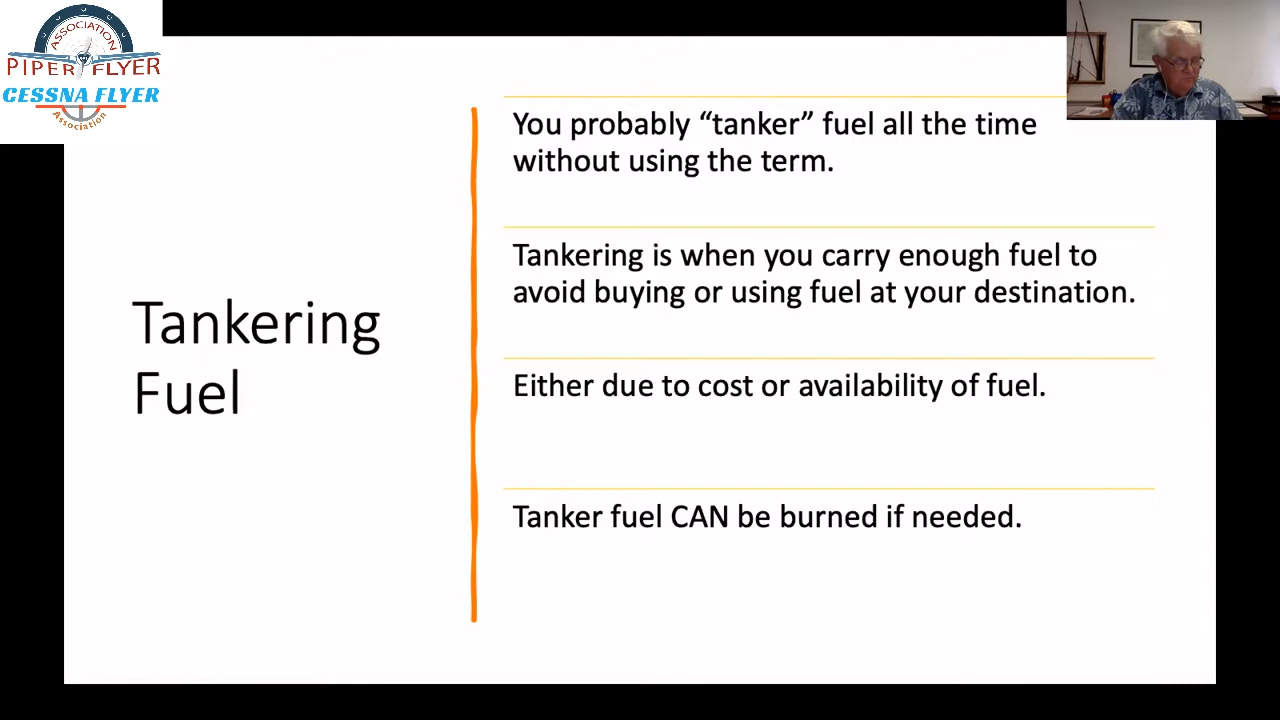 ASSOCIATION
PIPER FLYER
CESSNA FLYER
Association
Tankering
Fuel
You probably “tanker” fuel all the time
without using the term.
Tankering is when you carry enough fuel to
avoid buying or using fuel at your destination.
Either due to cost or availability of fuel.
Tanker fuel CAN be burned if needed.